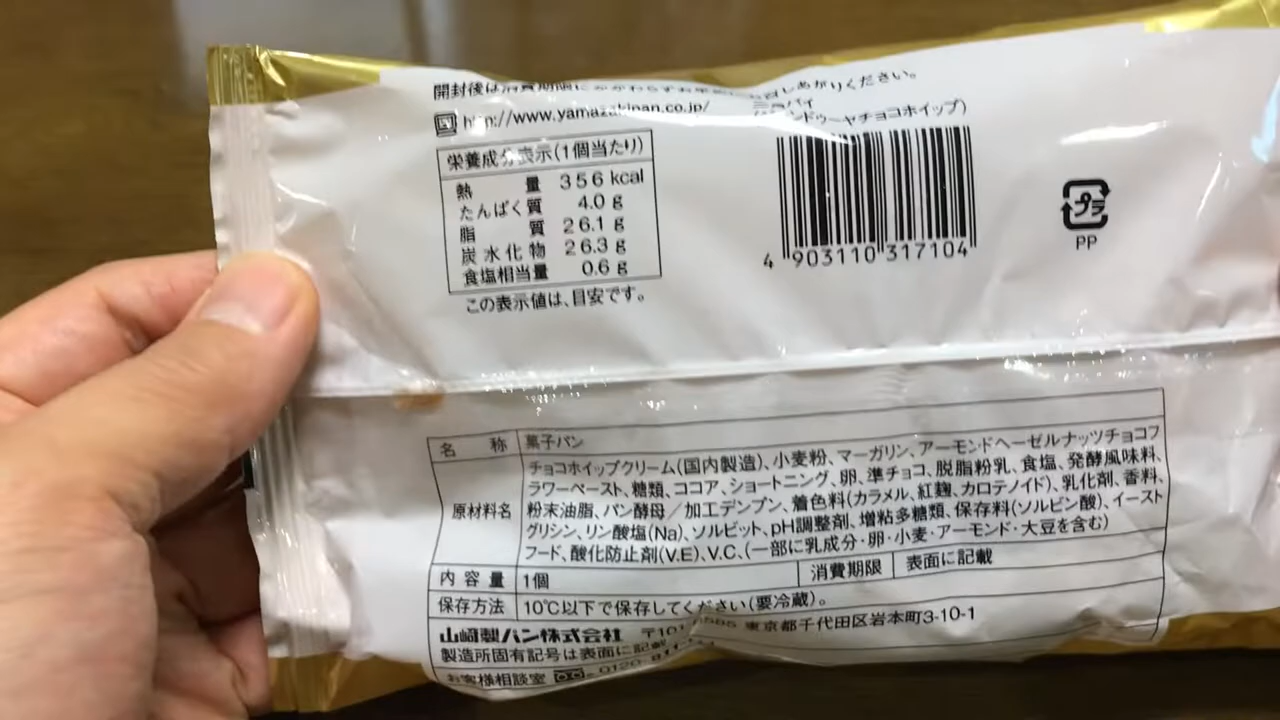 開封後は消費期限にかかわらずお早めにお召しあがりください。
http://www.yamazakipan.co.jp/
栄養成分表示(1個当たり)
熱量 356 kcal
たんぱく質 4.0 g
脂質 26.1 g
炭水化物 26.3 g
食塩相当量 0.6 g
この表示値は、目安です。
ンドゥーヤチョコホイップ)
4 903110 317104
プラ
PP
名称 菓子パン
原材料名 チョコホイップクリーム(国内製造)、小麦粉、マーガリン、アーモンドヘーゼルナッツチョコフ
ラワーペースト、糖類、ココア、ショートニング、卵、準チョコ、脱脂粉乳、食塩、発酵風味料、
粉末油脂、パン酵母/加工デンプン、着色料(カラメル、紅麹、カロテノイド)、乳化剤、香料、
グリシン、リン酸塩(Na)、ソルビット、pH調整剤、増粘多糖類、保存料(ソルビン酸)、イースト
フード、酸化防止剤(V.E)、V.C、(一部に乳成分・卵・小麦・アーモンド・大豆を含む)
内容量 1個 消費期限 表面に記載
保存方法 10℃以下で保存してください(要冷蔵)。
山崎製パン株式会社 〒101-8585 東京都千代田区岩本町3-10-1
製造所固有記号は表面に記載
お客様相談室 0120-811-114